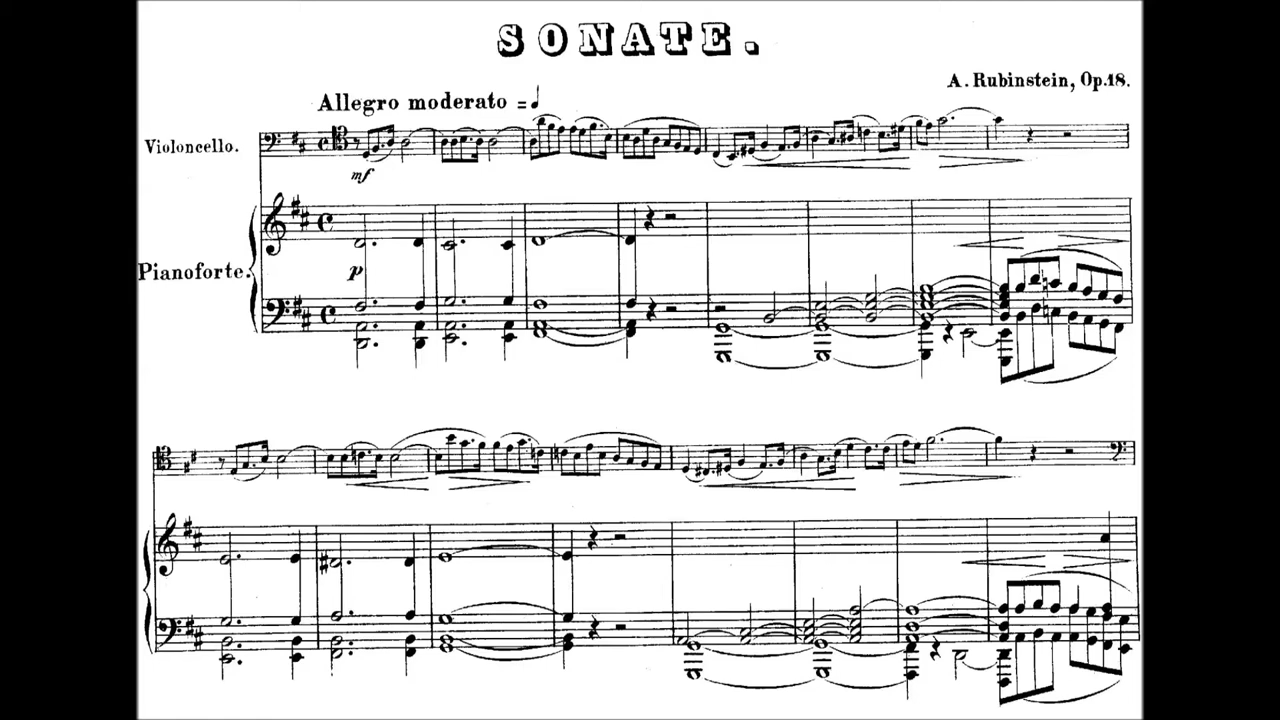 SONATE.
A. Rubinstein, Op.18.
Allegro moderato = ♩
Violoncello.
mf
Pianoforte.
p